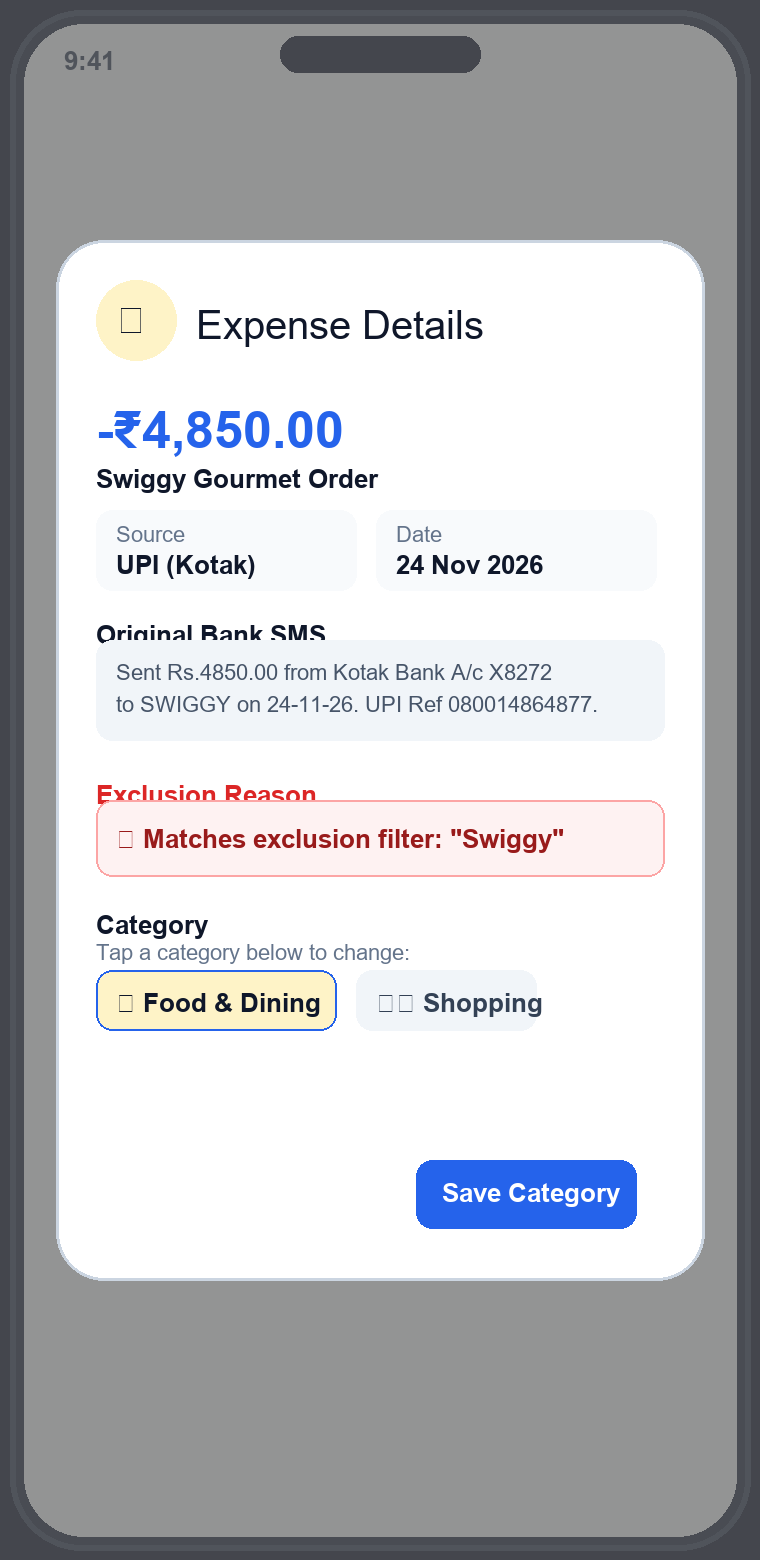 9:41
Expense Details
-₹4,850.00
Swiggy Gourmet Order
Source
UPI (Kotak)
Date
24 Nov 2026
Original Bank SMS
Sent Rs.4850.00 from Kotak Bank A/c X8272
to SWIGGY on 24-11-26. UPI Ref 080014864877.
Exclusion Reason
Matches exclusion filter: "Swiggy"
Category
Tap a category below to change:
Food & Dining
Shopping
Save Category